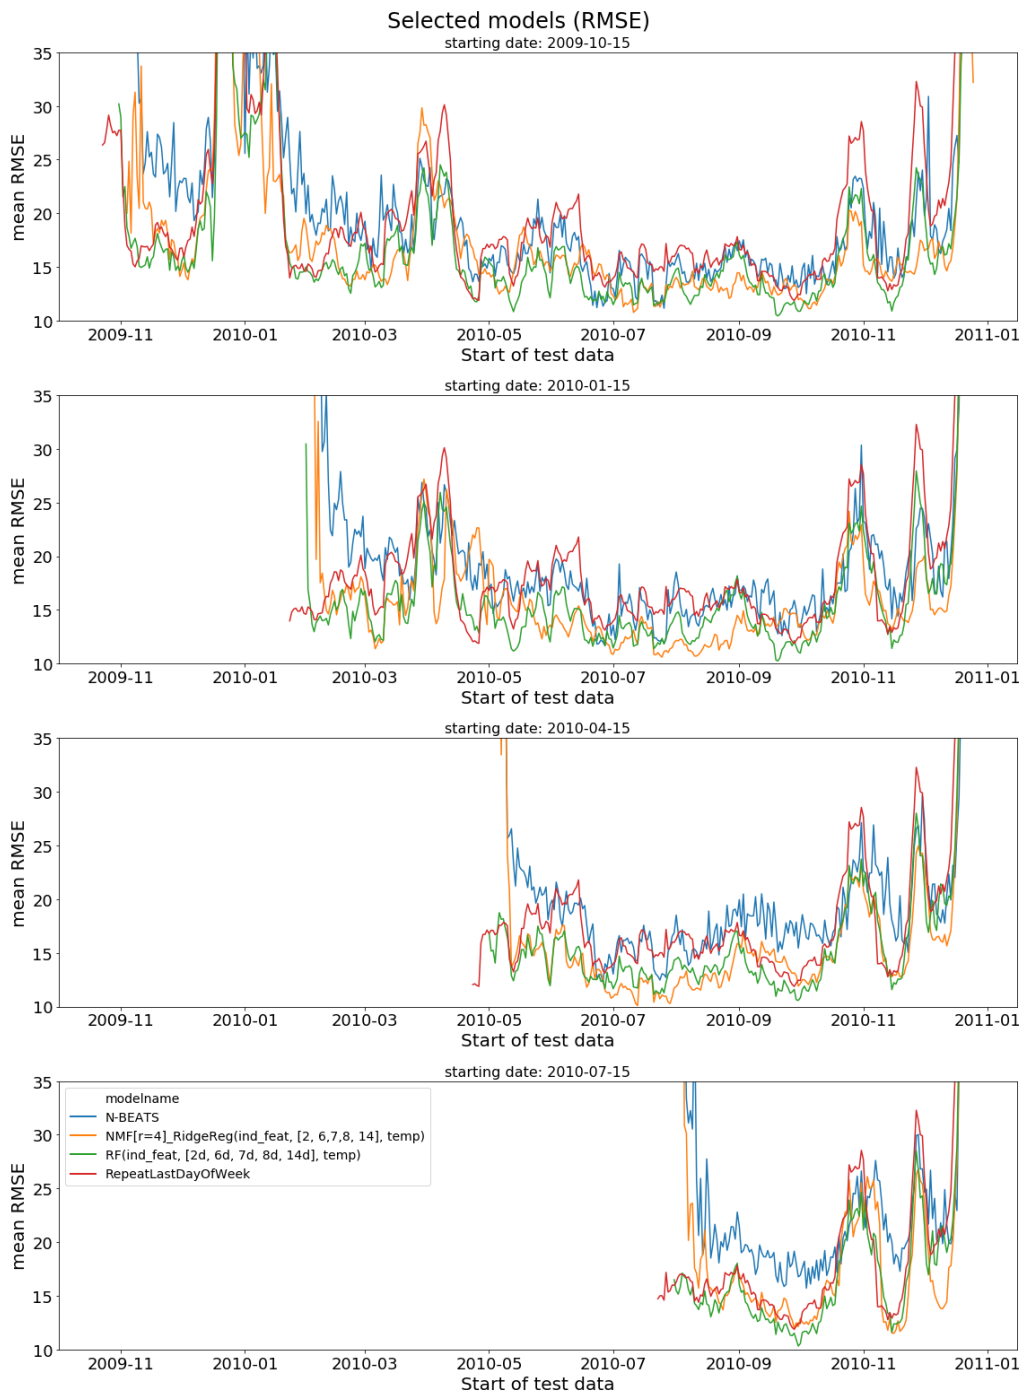 Selected models (RMSE)
starting date: 2009-10-15
35
30
25
20
15
10
mean RMSE
2009-11 2010-01 2010-03 2010-05 2010-07 2010-09 2010-11 2011-01
Start of test data
starting date: 2010-01-15
35
30
25
20
15
10
mean RMSE
2009-11 2010-01 2010-03 2010-05 2010-07 2010-09 2010-11 2011-01
Start of test data
starting date: 2010-04-15
35
30
25
20
15
10
mean RMSE
2009-11 2010-01 2010-03 2010-05 2010-07 2010-09 2010-11 2011-01
Start of test data
starting date: 2010-07-15
35
30
25
20
15
10
mean RMSE
modelname
N-BEATS
NMF[r=4]_RidgeReg(ind_feat, [2, 6,7,8, 14], temp)
RF(ind_feat, [2d, 6d, 7d, 8d, 14d], temp)
RepeatLastDayOfWeek
2009-11 2010-01 2010-03 2010-05 2010-07 2010-09 2010-11 2011-01
Start of test data